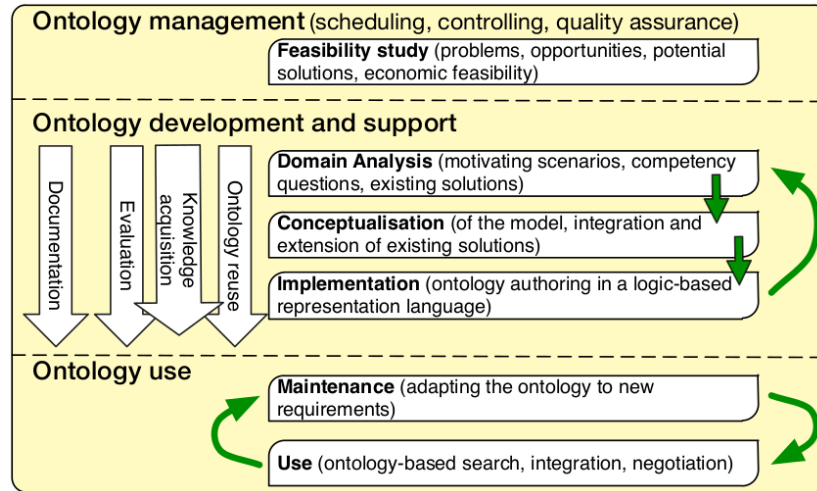 Ontology management (scheduling, controlling, quality assurance)
Feasibility study (problems, opportunities, potential
solutions, economic feasibility)
Ontology development and support
Documentation
Evaluation
Knowledge
acquisition
Ontology reuse
Domain Analysis (motivating scenarios, competency
questions, existing solutions)
Conceptualisation (of the model, integration and
extension of existing solutions)
Implementation (ontology authoring in a logic-based
representation language)
Ontology use
Maintenance (adapting the ontology to new
requirements)
Use (ontology-based search, integration, negotiation)